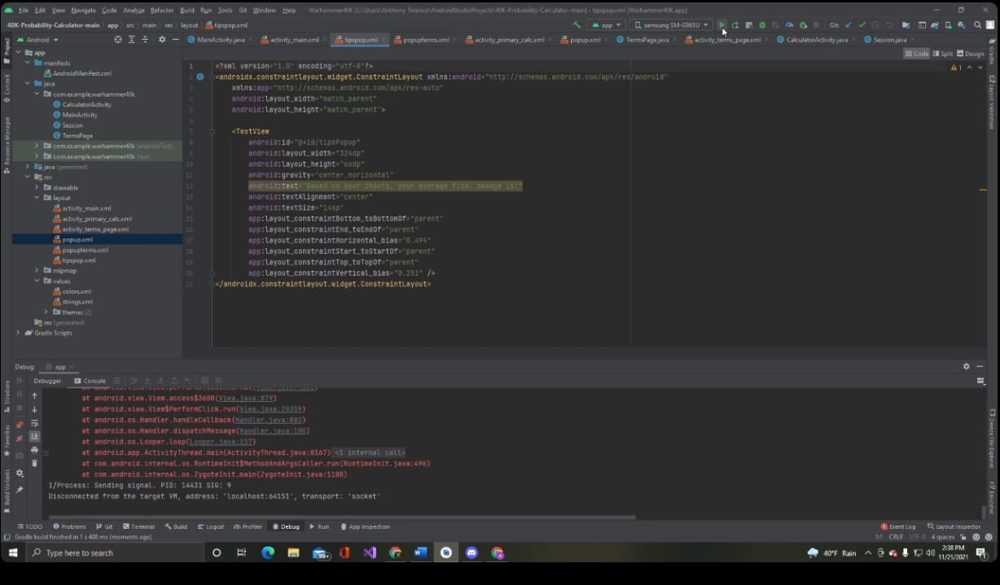 File Edit View Navigate Code Analyze Refactor Build Run Tools Git Window Help Warhammer40K [C:\Users\Anthony Telenco\AndroidStudioProjects\40K-Probability-Calculator-main] - tipspop.xml [Warhammer40K.app]
40K-Probability-Calculator-main app src main res layout tipspop.xml app samsung SM-G965U Git:
Android MainActivity.java activity_main.xml tipspop.xml popupterms.xml activity_primary_calc.xml popup.xml TermsPage.java activity_terms_page.xml CalculatorActivity.java Session.java
Code Split Design
app
manifests
AndroidManifest.xml
java
com.example.warhammer40k
CalculatorActivity
MainActivity
Session
TermsPage
com.example.warhammer40k (androidTest)
com.example.warhammer40k (test)
java (generated)
res
drawable
layout
activity_main.xml
activity_primary_calc.xml
activity_terms_page.xml
popup.xml
popupterms.xml
tipspop.xml
mipmap
values
colors.xml
strings.xml
themes (2)
res (generated)
Gradle Scripts
1 <?xml version="1.0" encoding="utf-8"?>
2 <androidx.constraintlayout.widget.ConstraintLayout xmlns:android="http://schemas.android.com/apk/res/android"
3 xmlns:app="http://schemas.android.com/apk/res-auto"
4 android:layout_width="match_parent"
5 android:layout_height="match_parent">
6
7 <TextView
8 android:id="@+id/tipsPopup"
9 android:layout_width="324dp"
10 android:layout_height="66dp"
11 android:gravity="center_horizontal"
12 android:text="Based on your inputs, your average final damage is:"
13 android:textAlignment="center"
14 android:textSize="14sp"
15 app:layout_constraintBottom_toBottomOf="parent"
16 app:layout_constraintEnd_toEndOf="parent"
17 app:layout_constraintHorizontal_bias="0.494"
18 app:layout_constraintStart_toStartOf="parent"
19 app:layout_constraintTop_toTopOf="parent"
20 app:layout_constraintVertical_bias="0.251" />
21 </androidx.constraintlayout.widget.ConstraintLayout>
1
Project
Commit
Resource Manager
Structure
Favorites
Build Variants
Gradle
Layout Validation
Device File Explorer
Emulator
Debug: app
Debugger Console
at android.view.View.access$3600(View.java:879)
at android.view.View$PerformClick.run(View.java:29359)
at android.os.Handler.handleCallback(Handler.java:883)
at android.os.Handler.dispatchMessage(Handler.java:100)
at android.os.Looper.loop(Looper.java:237)
at android.app.ActivityThread.main(ActivityThread.java:8167) <1 internal call>
at com.android.internal.os.RuntimeInit$MethodAndArgsCaller.run(RuntimeInit.java:496)
at com.android.internal.os.ZygoteInit.main(ZygoteInit.java:1100)
I/Process: Sending signal. PID: 14431 SIG: 9
Disconnected from the target VM, address: 'localhost:64151', transport: 'socket'
TODO Problems Git Terminal Build Logcat Profiler Debug Run App Inspection 1 Event Log Layout Inspector
Gradle build finished in 1 s 408 ms (moments ago) 1:1 CRLF UTF-8 4 spaces
Type here to search 99+ 40°F Rain 2:38 PM
11/21/2021